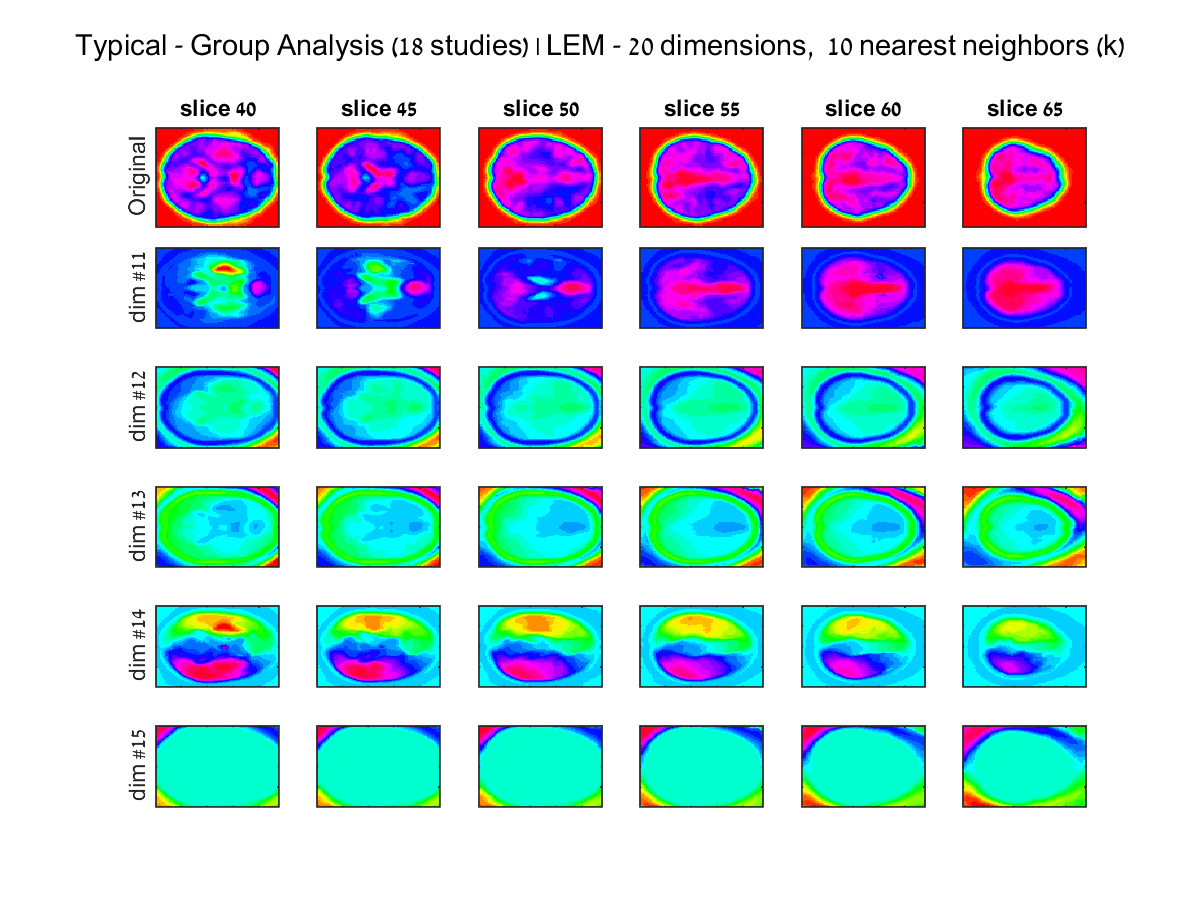 Typical - Group Analysis (18 studies) | LEM - 20 dimensions, 10 nearest neighbors (k)
slice 40 slice 45 slice 50 slice 55 slice 60 slice 65
Original
dim #11
dim #12
dim #13
dim #14
dim #15